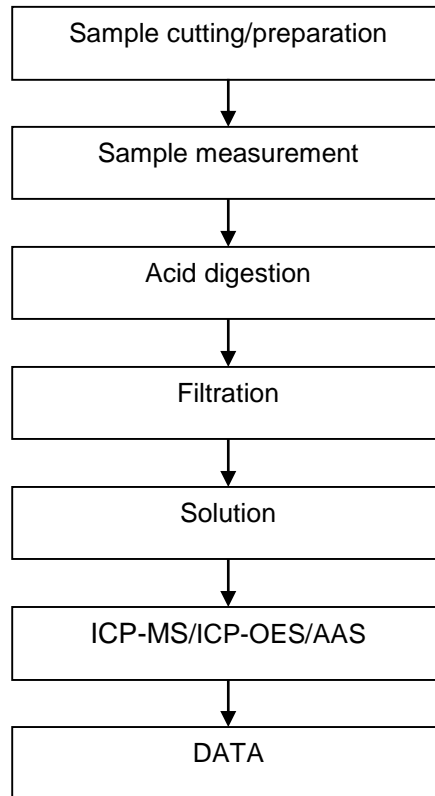 Sample cutting/preparation
Sample measurement
Acid digestion
Filtration
Solution
ICP-MS/ICP-OES/AAS
DATA